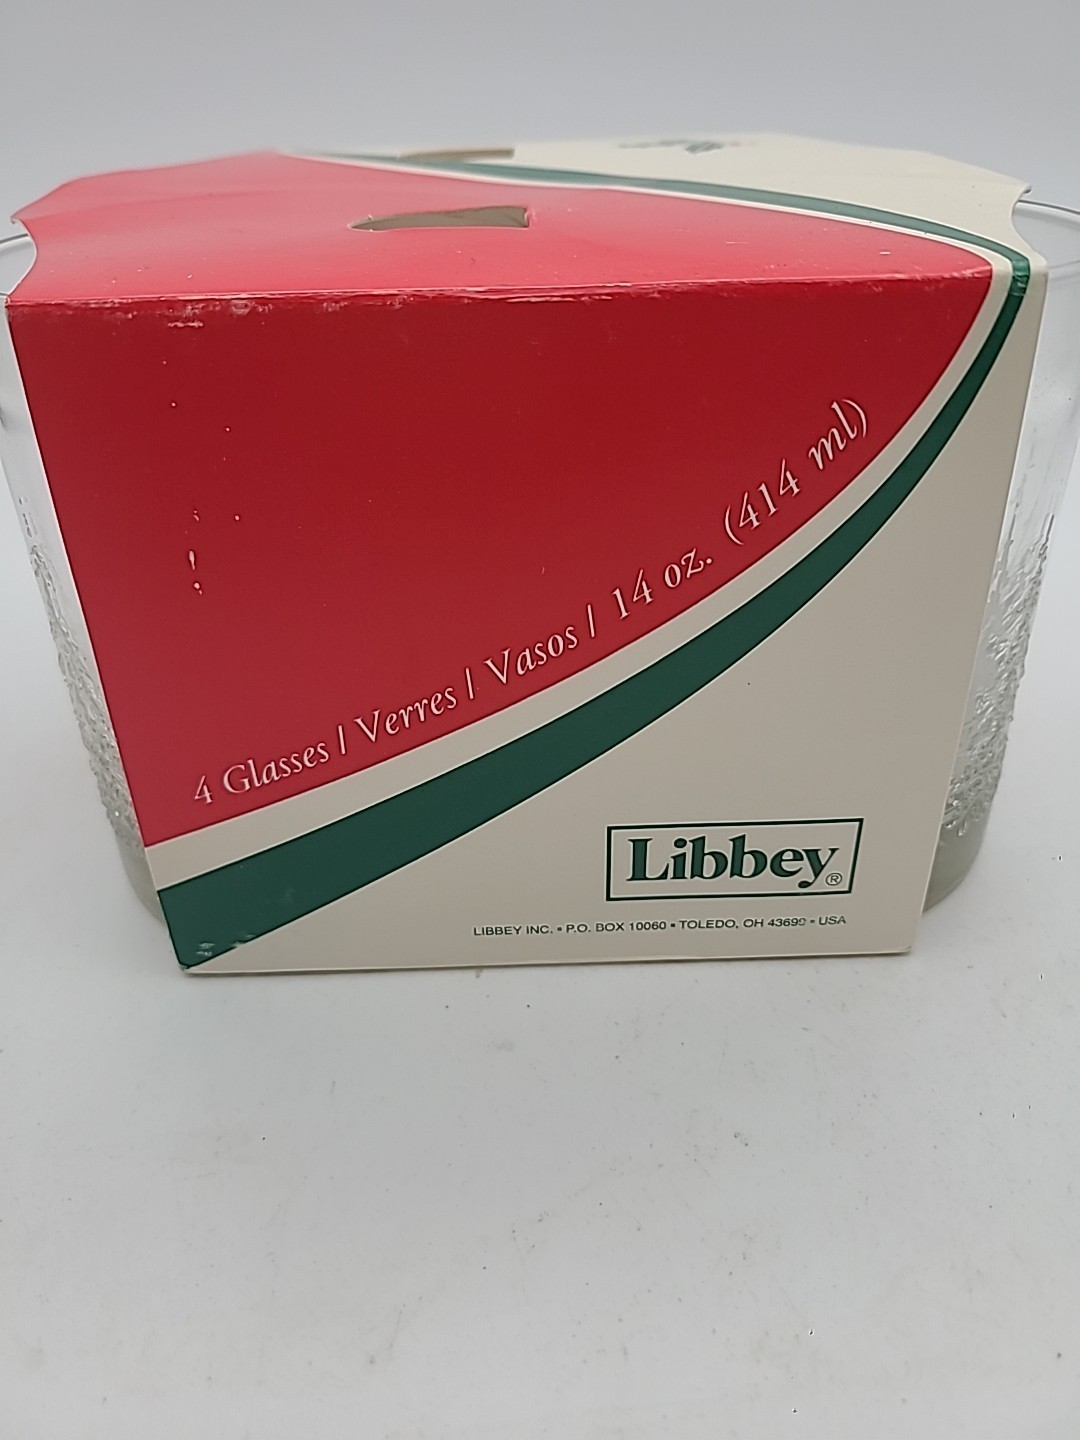 4 Glasses / Verres / Vasos / 14 oz. (414 ml)
Libbey®
LIBBEY INC. • P.O. BOX 10060 • TOLEDO, OH 43699 • USA